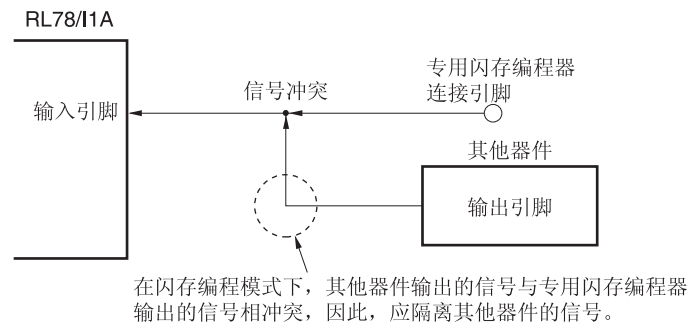 RL78/I1A
专用闪存编程器
连接引脚
信号冲突
输入引脚
其他器件
输出引脚
在闪存编程模式下，其他器件输出的信号与专用闪存编程器
输出的信号相冲突，因此，应隔离其他器件的信号。